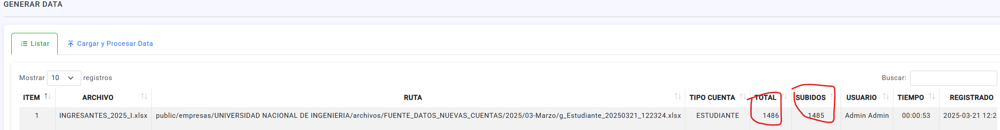 GENERAR DATA
Listar
Cargar y Procesar Data
Mostrar 10 registros
Buscar:
ITEM ARCHIVO RUTA TIPO CUENTA TOTAL SUBIDOS USUARIO TIEMPO REGISTRADO
1 INGRESANTES_2025_I.xlsx public/empresas/UNIVERSIDAD NACIONAL DE INGENIERIA/archivos/FUENTE_DATOS_NUEVAS_CUENTAS/2025/03-Marzo/g_Estudiante_20250321_122324.xlsx ESTUDIANTE 1486 1485 Admin Admin 00:00:53 2025-03-21 12:2